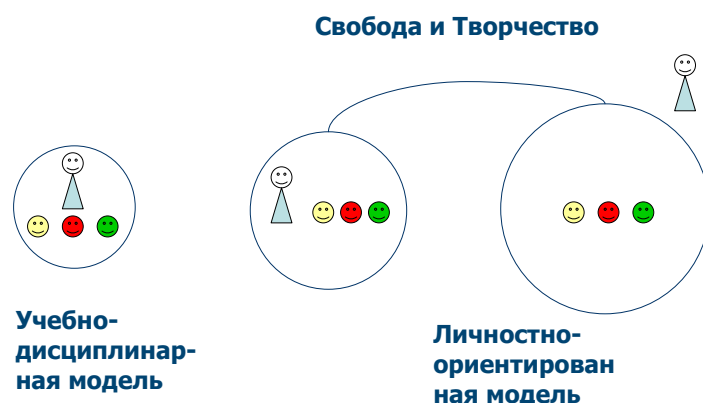 Свобода и Творчество
Учебно-
дисциплинар-
ная модель
Личностно-
ориентирован
ная модель